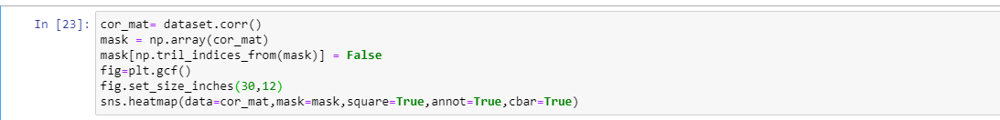 In [23]: cor_mat= dataset.corr()
mask = np.array(cor_mat)
mask[np.tril_indices_from(mask)] = False
fig=plt.gcf()
fig.set_size_inches(30,12)
sns.heatmap(data=cor_mat,mask=mask,square=True,annot=True,cbar=True)